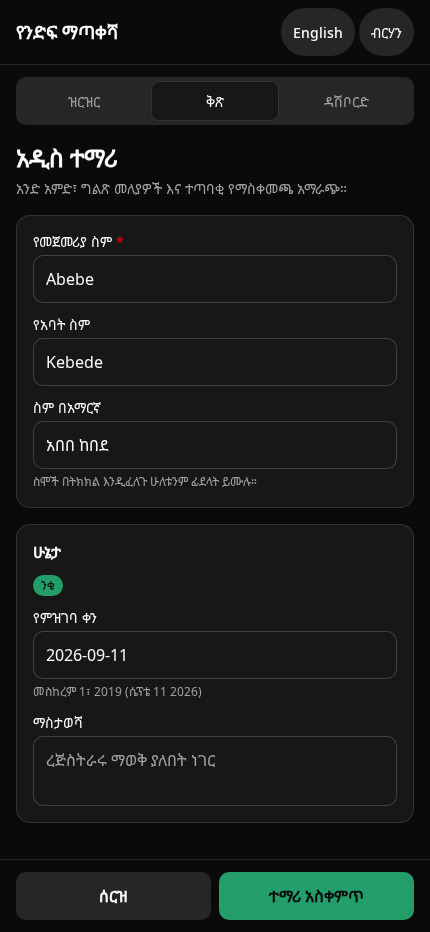 የንድፍ ማጣቀሻ
English
ብርሃን
ዝርዝር
ቅጽ
ዳሽቦርድ
አዲስ ተማሪ
አንድ አምድ፣ ግልጽ መለያዎች እና ተጣባቂ የማስቀመጫ አማራጭ።
የመጀመሪያ ስም *
Abebe
የአባት ስም
Kebede
ስም በአማርኛ
አበበ ከበደ
ስሞች በትክክል እንዲፈለጉ ሁለቱንም ፊደላት ይሙሉ።
ሁኔታ
ንቁ
የምዝገባ ቀን
2026-09-11
መስከረም 1፣ 2019 (ሴፕቴ 11 2026)
ማስታወሻ
ረጅስትራሩ ማወቅ ያለበት ነገር
ሰርዝ
ተማሪ አስቀምጥ